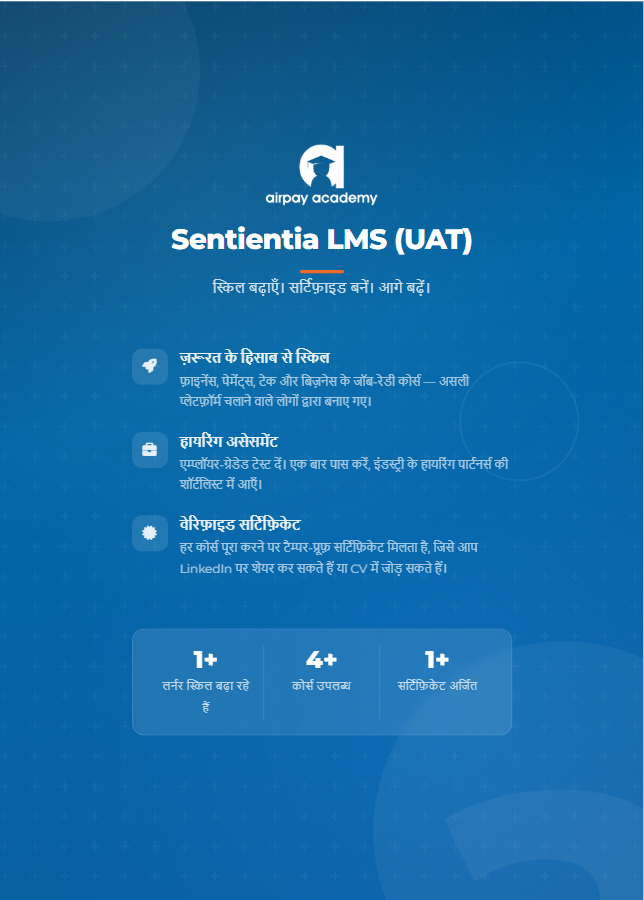 airpay academy
Sentientia LMS (UAT)
स्किल बढ़ाएँ। सर्टिफ़ाइड बनें। आगे बढ़ें।
ज़रूरत के हिसाब से स्किल
फ़ाइनेंस, पेमेंट्स, टेक और बिज़नेस के जॉब-रेडी कोर्स — असली
प्लेटफ़ॉर्म चलाने वाले लोगों द्वारा बनाए गए।
हायरिंग असेसमेंट
एम्प्लॉयर-ग्रेडेड टेस्ट दें। एक बार पास करें, इंडस्ट्री के हायरिंग पार्टनर्स की
शॉर्टलिस्ट में आएँ।
वेरिफ़ाइड सर्टिफ़िकेट
हर कोर्स पूरा करने पर टैम्पर-प्रूफ़ सर्टिफ़िकेट मिलता है, जिसे आप
LinkedIn पर शेयर कर सकते हैं या CV में जोड़ सकते हैं।
1+
लर्नर स्किल बढ़ा रहे
हैं
4+
कोर्स उपलब्ध
1+
सर्टिफ़िकेट अर्जित